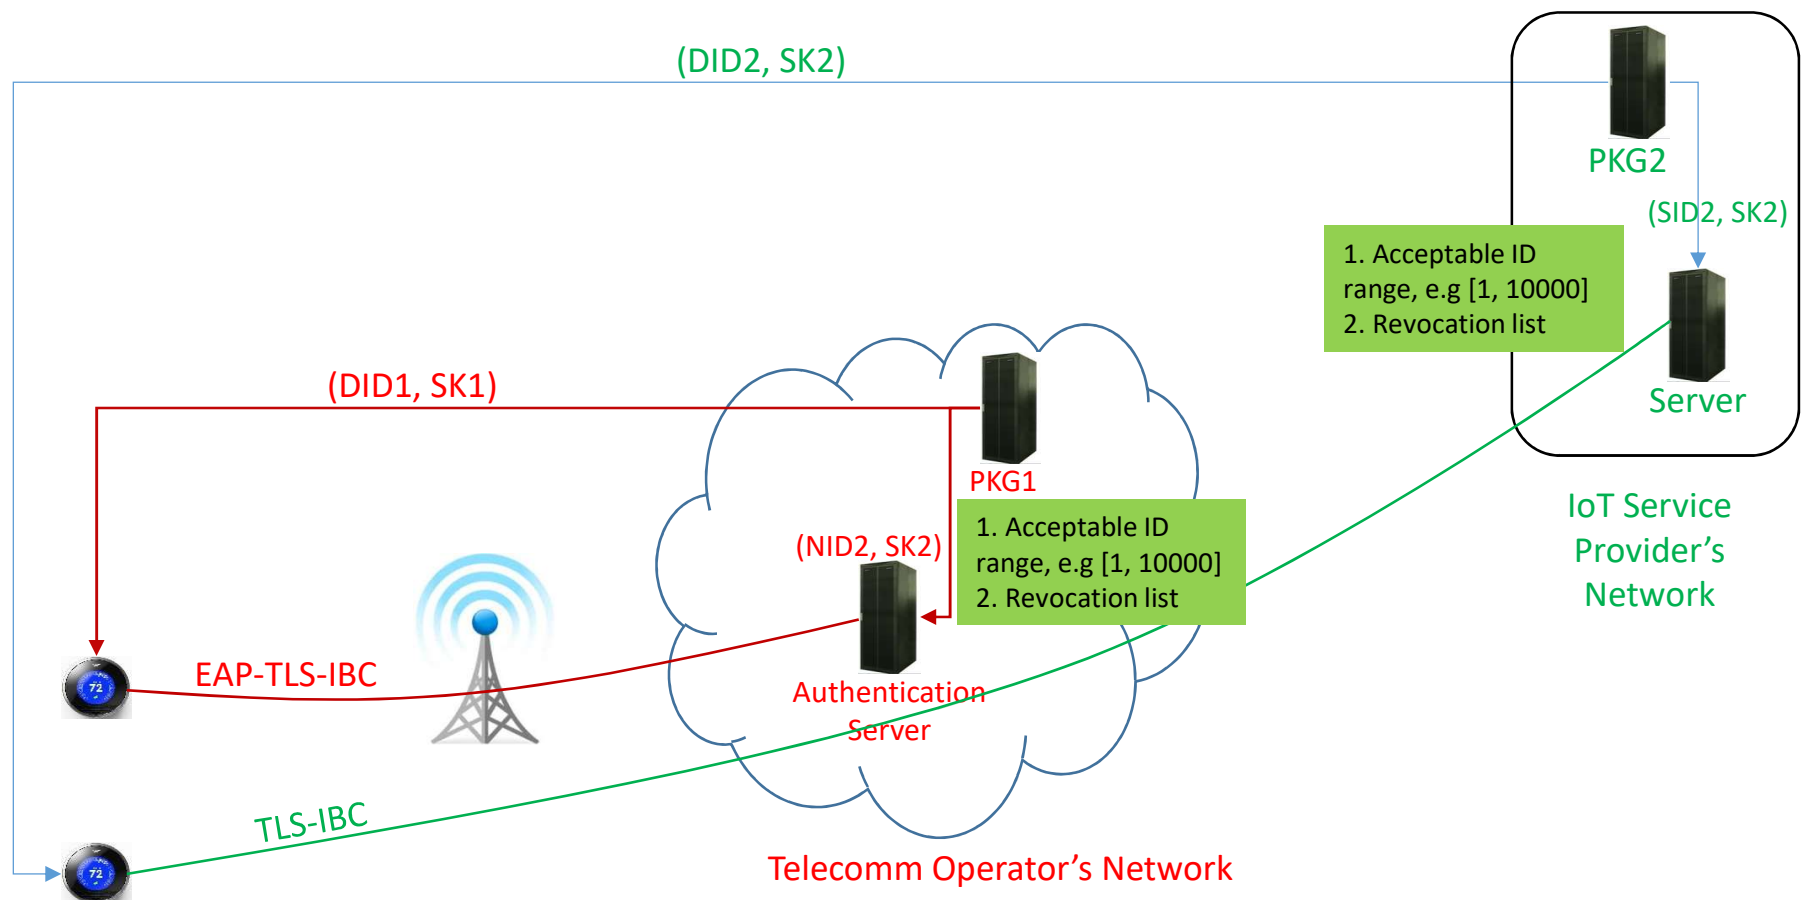 (DID2, SK2)
PKG2
(SID2, SK2)
1. Acceptable ID
range, e.g [1, 10000]
2. Revocation list
Server
(DID1, SK1)
PKG1
IoT Service
Provider’s
Network
1. Acceptable ID
range, e.g [1, 10000]
2. Revocation list
(NID2, SK2)
EAP-TLS-IBC
72
Authentication
Server
TLS-IBC
72
Telecomm Operator’s Network